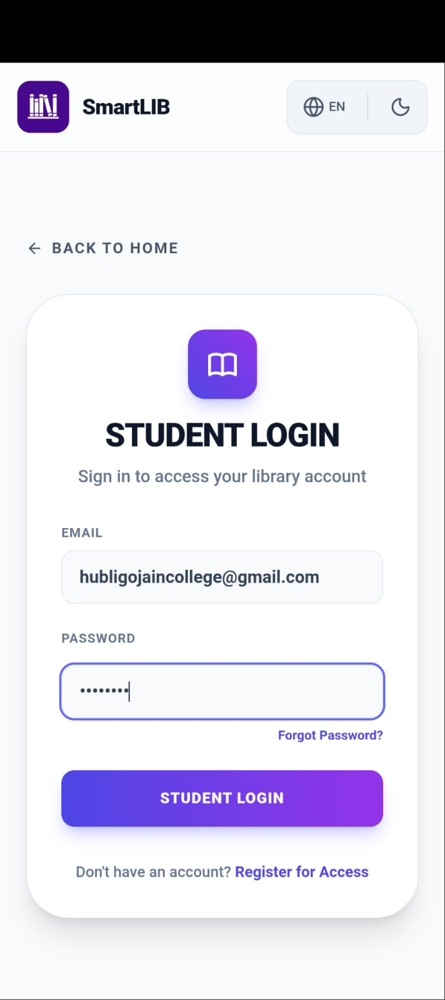 SmartLIB
EN
BACK TO HOME
STUDENT LOGIN
Sign in to access your library account
EMAIL
hubligojaincollege@gmail.com
PASSWORD
••••••••
Forgot Password?
STUDENT LOGIN
Don't have an account? Register for Access